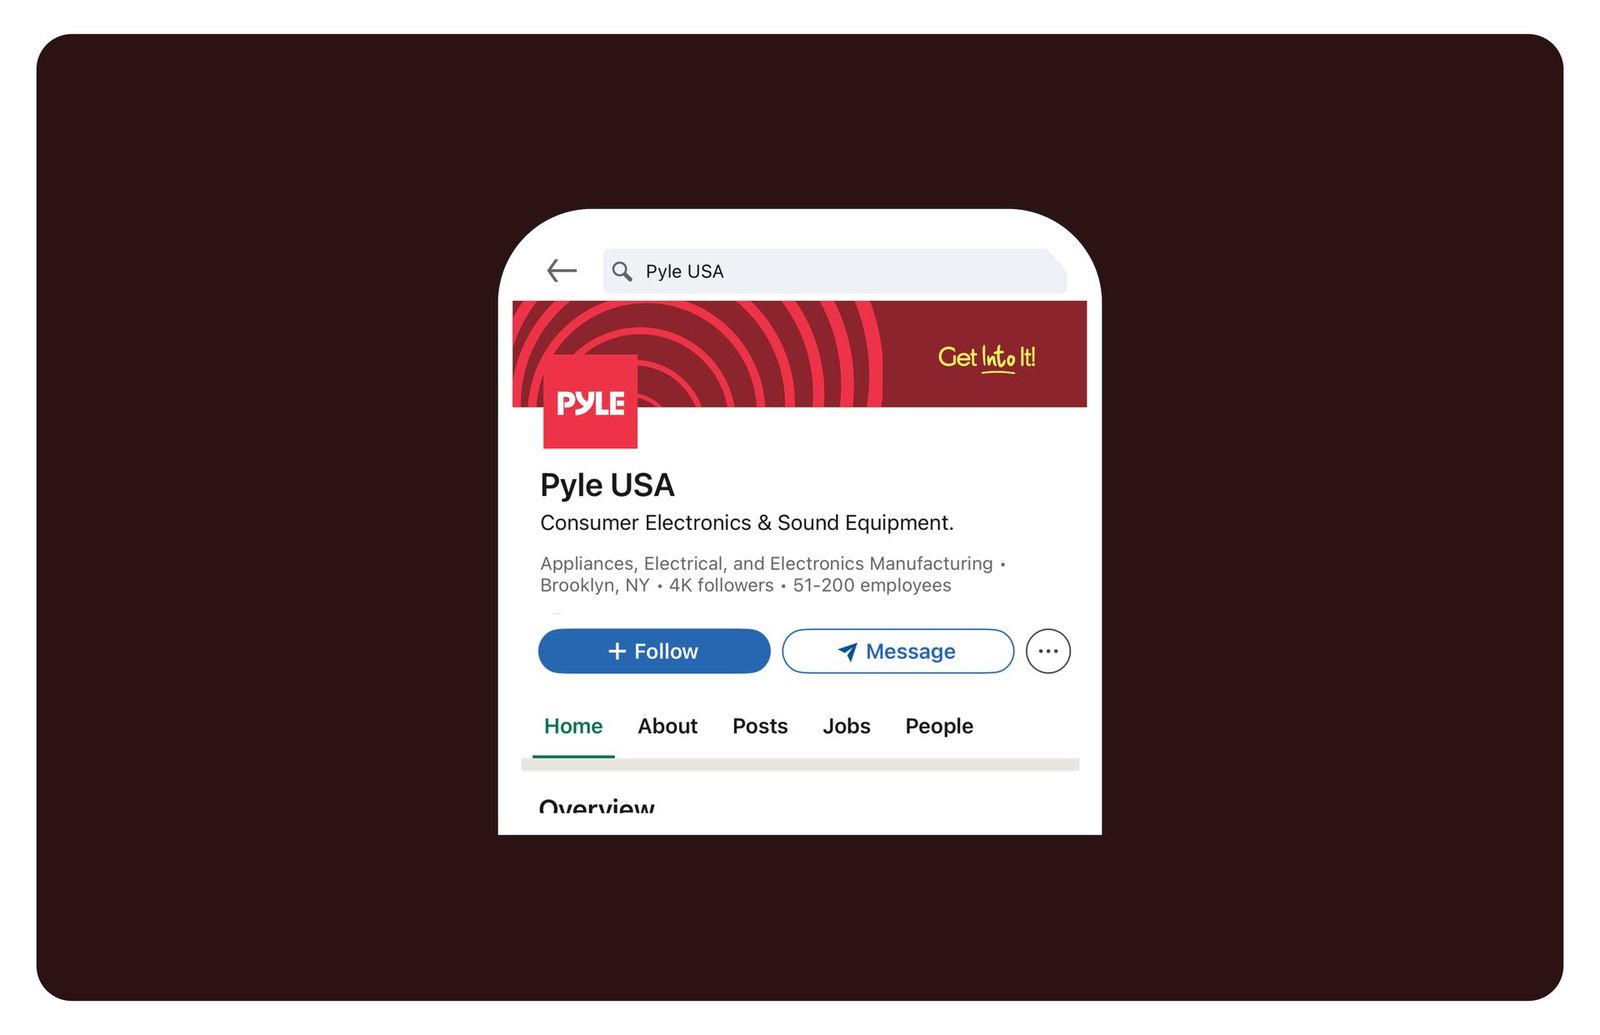 Pyle USA
Get Into It!
PYLE
Pyle USA
Consumer Electronics & Sound Equipment.
Appliances, Electrical, and Electronics Manufacturing •
Brooklyn, NY • 4K followers • 51-200 employees
+ Follow
Message
Home About Posts Jobs People
Overview